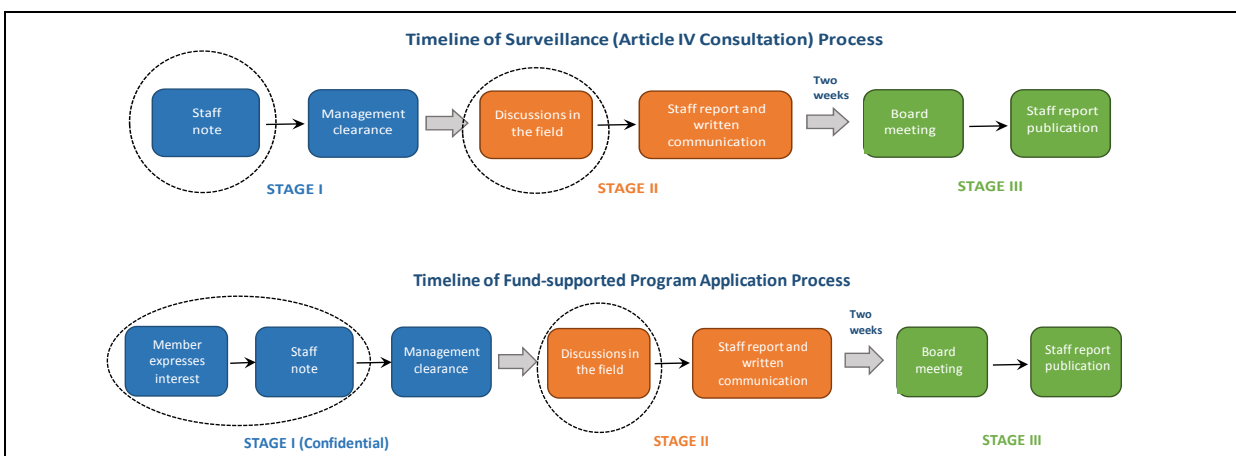 Timeline of Surveillance (Article IV Consultation) Process
Staff
note
Management
clearance
Discussions in
the field
Staff report and
written
communication
Two
weeks
Board
meeting
Staff report
publication
STAGE I
STAGE II
STAGE III
Timeline of Fund-supported Program Application Process
Member
expresses
interest
Staff
note
Management
clearance
Discussions in
the field
Staff report and
written
communication
Two
weeks
Board
meeting
Staff report
publication
STAGE I (Confidential)
STAGE II
STAGE III